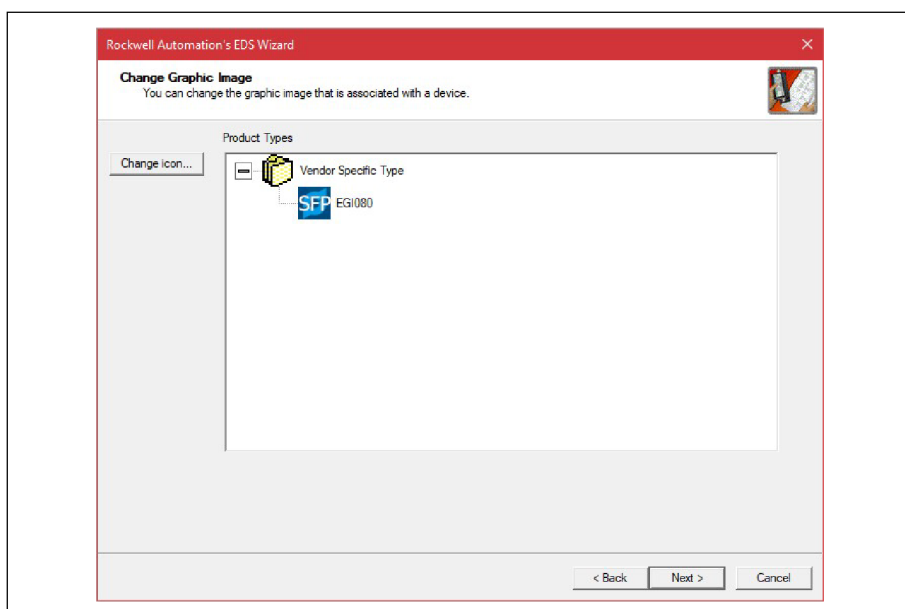 Rockwell Automation's EDS Wizard
Change Graphic Image
You can change the graphic image that is associated with a device.
Product Types
Change icon...
Vendor Specific Type
SFP EGI080
< Back Next > Cancel